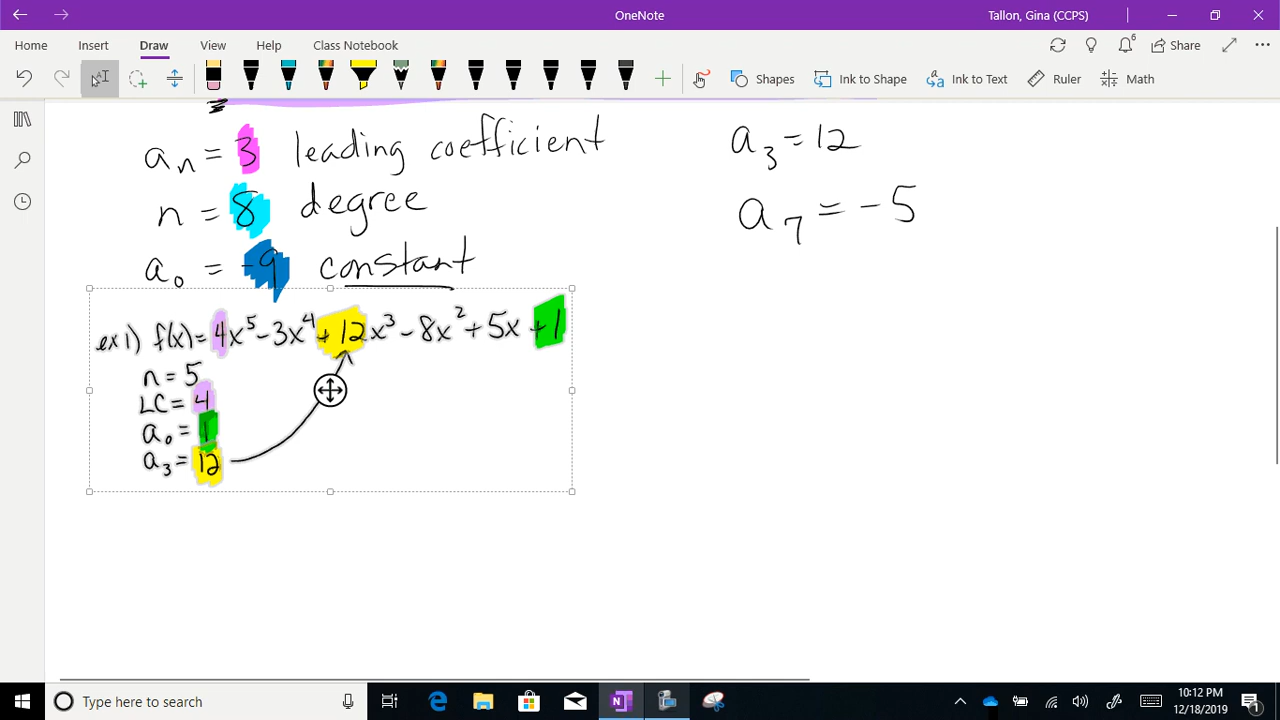 OneNote
Tallon, Gina (CCPS)
Home Insert Draw View Help Class Notebook
6
Share
Shapes Ink to Shape Ink to Text Ruler Math
aₙ = 3 leading coefficient
n = 8 degree
a₀ = -9 constant
a₃ = 12
a₇ = -5
ex 1) f(x) = 4x⁵ - 3x⁴ + 12x³ - 8x² + 5x + 1
n = 5
LC = 4
a₀ = 1
a₃ = 12
Type here to search
10:12 PM
12/18/2019
1